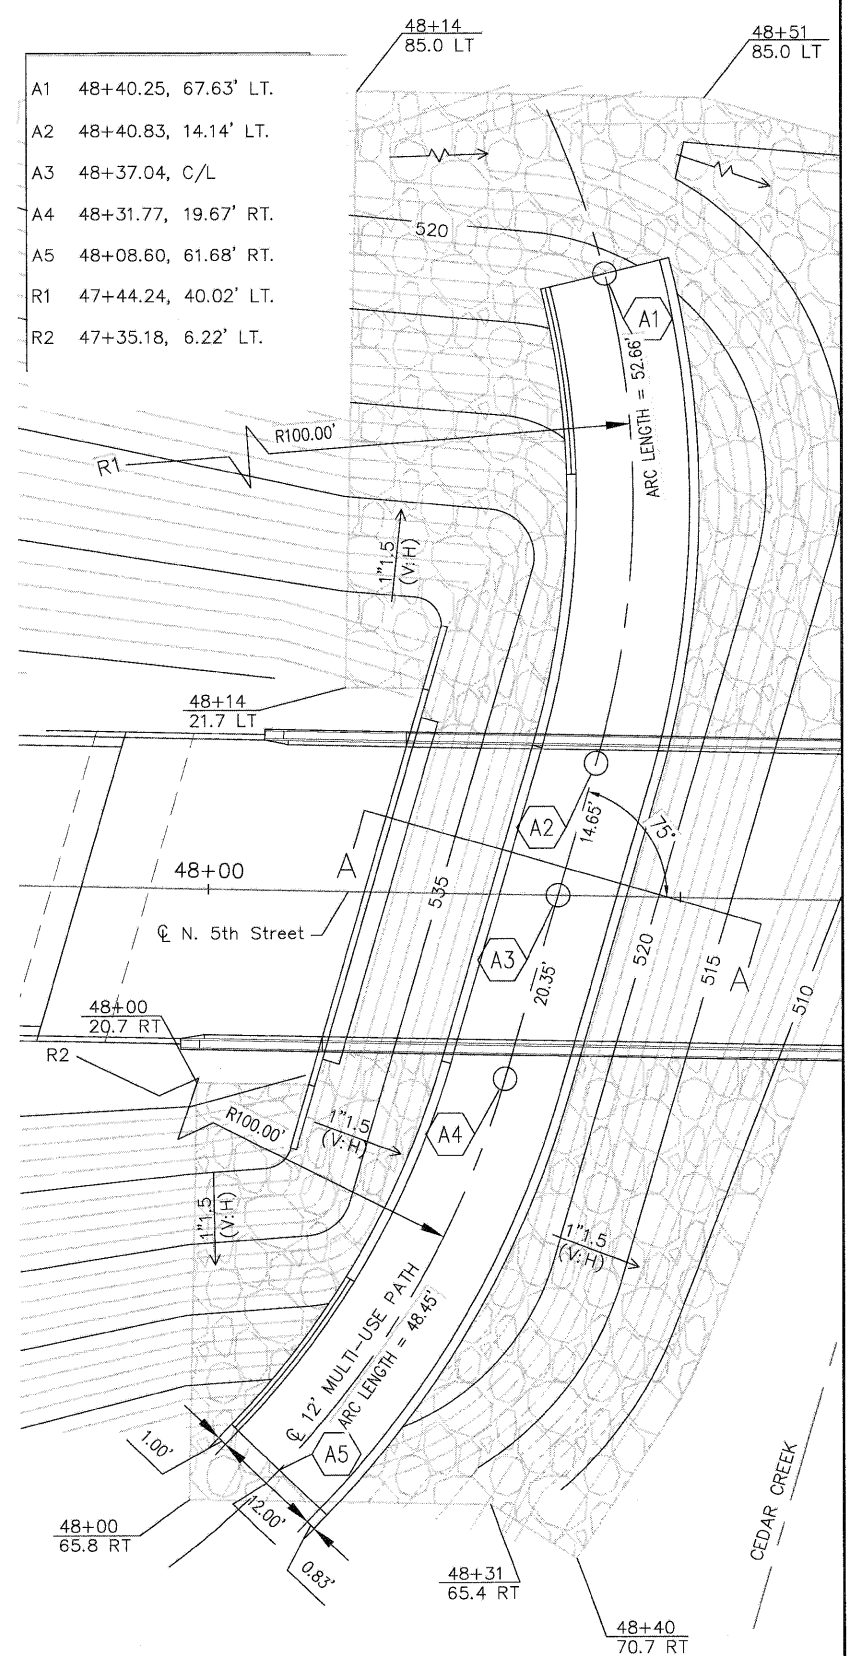 48+14
85.0 LT
48+51
85.0 LT
A1 48+40.25, 67.63' LT.
A2 48+40.83, 14.14' LT.
A3 48+37.04, C/L
A4 48+31.77, 19.67' RT.
A5 48+08.60, 61.68' RT.
R1 47+44.24, 40.02' LT.
R2 47+35.18, 6.22' LT.
520
A1
ARC LENGTH = 52.66'
R100.00'
R1
1"1.5
(V:H)
48+14
21.7 LT
A2
14.65'
75°
A
48+00
535
℄ N. 5th Street
A3
20.35'
520
515
A
510
48+00
20.7 RT
R2
R100.00'
1"1.5
(V:H)
A4
1"1.5
(V:H)
1"1.5
(V:H)
℄ 12' MULTI-USE PATH
ARC LENGTH = 48.45'
A5
1.00'
12.00'
0.83'
48+00
65.8 RT
48+31
65.4 RT
48+40
70.7 RT
CEDAR CREEK